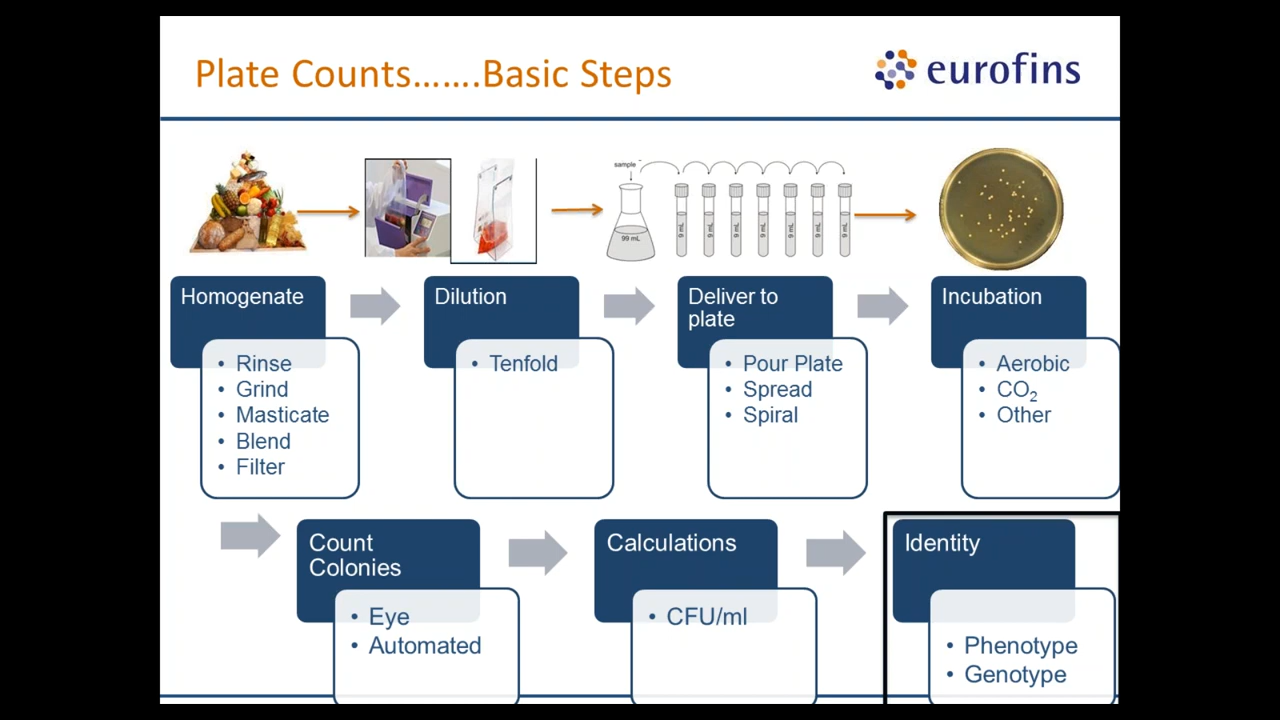 Plate Counts…….Basic Steps
eurofins
sample
99 mL
9 mL
9 mL
9 mL
9 mL
9 mL
9 mL
9 mL
Homogenate
• Rinse
• Grind
• Masticate
• Blend
• Filter
Dilution
• Tenfold
Deliver to
plate
• Pour Plate
• Spread
• Spiral
Incubation
• Aerobic
• CO₂
• Other
Count
Colonies
• Eye
• Automated
Calculations
• CFU/ml
Identity
• Phenotype
• Genotype